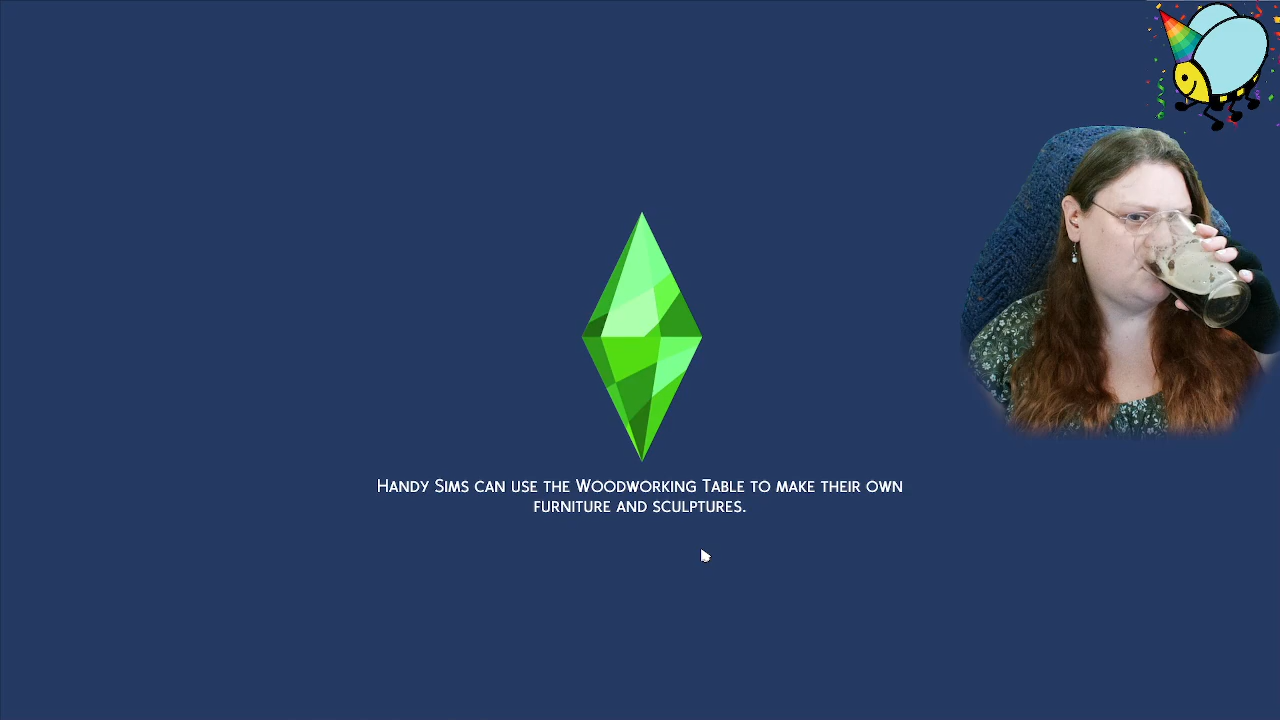 Handy Sims can use the Woodworking Table to make their own
furniture and sculptures.